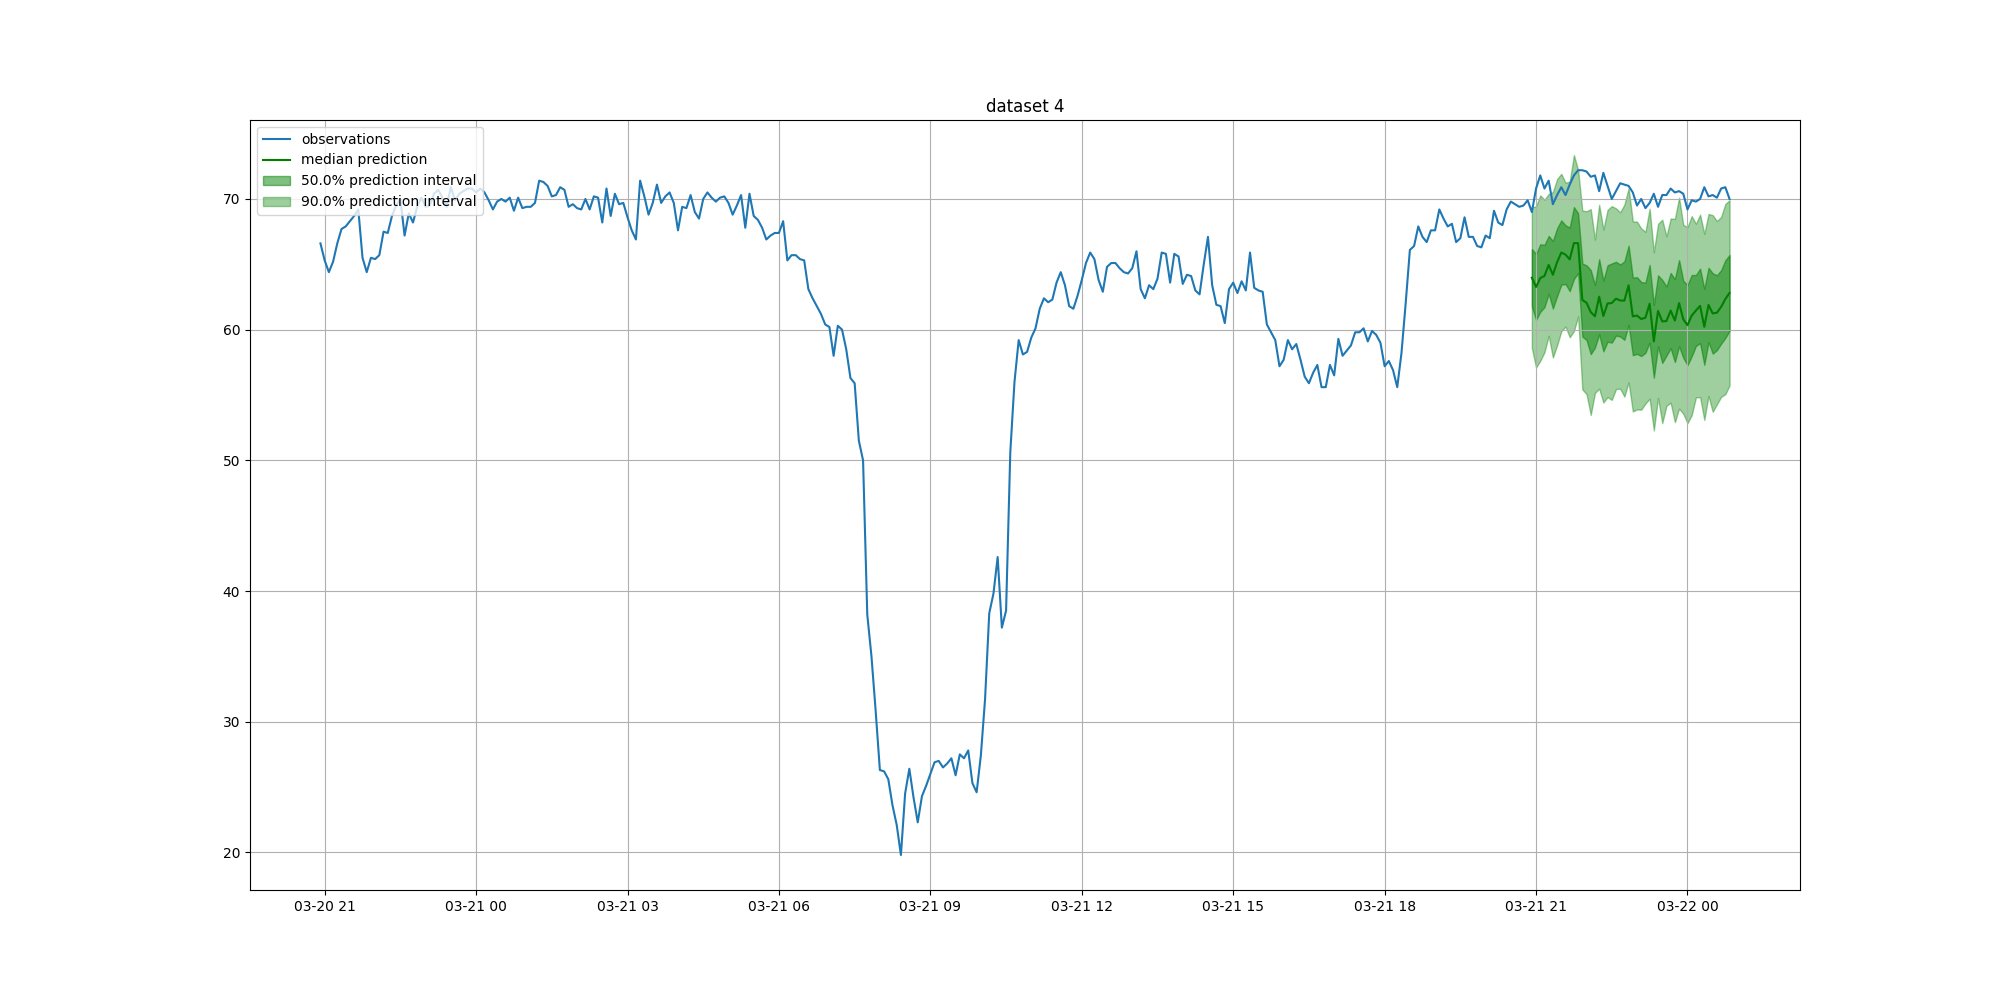 dataset 4
observations
median prediction
50.0% prediction interval
90.0% prediction interval
70
60
50
40
30
20
03-20 21 03-21 00 03-21 03 03-21 06 03-21 09 03-21 12 03-21 15 03-21 18 03-21 21 03-22 00